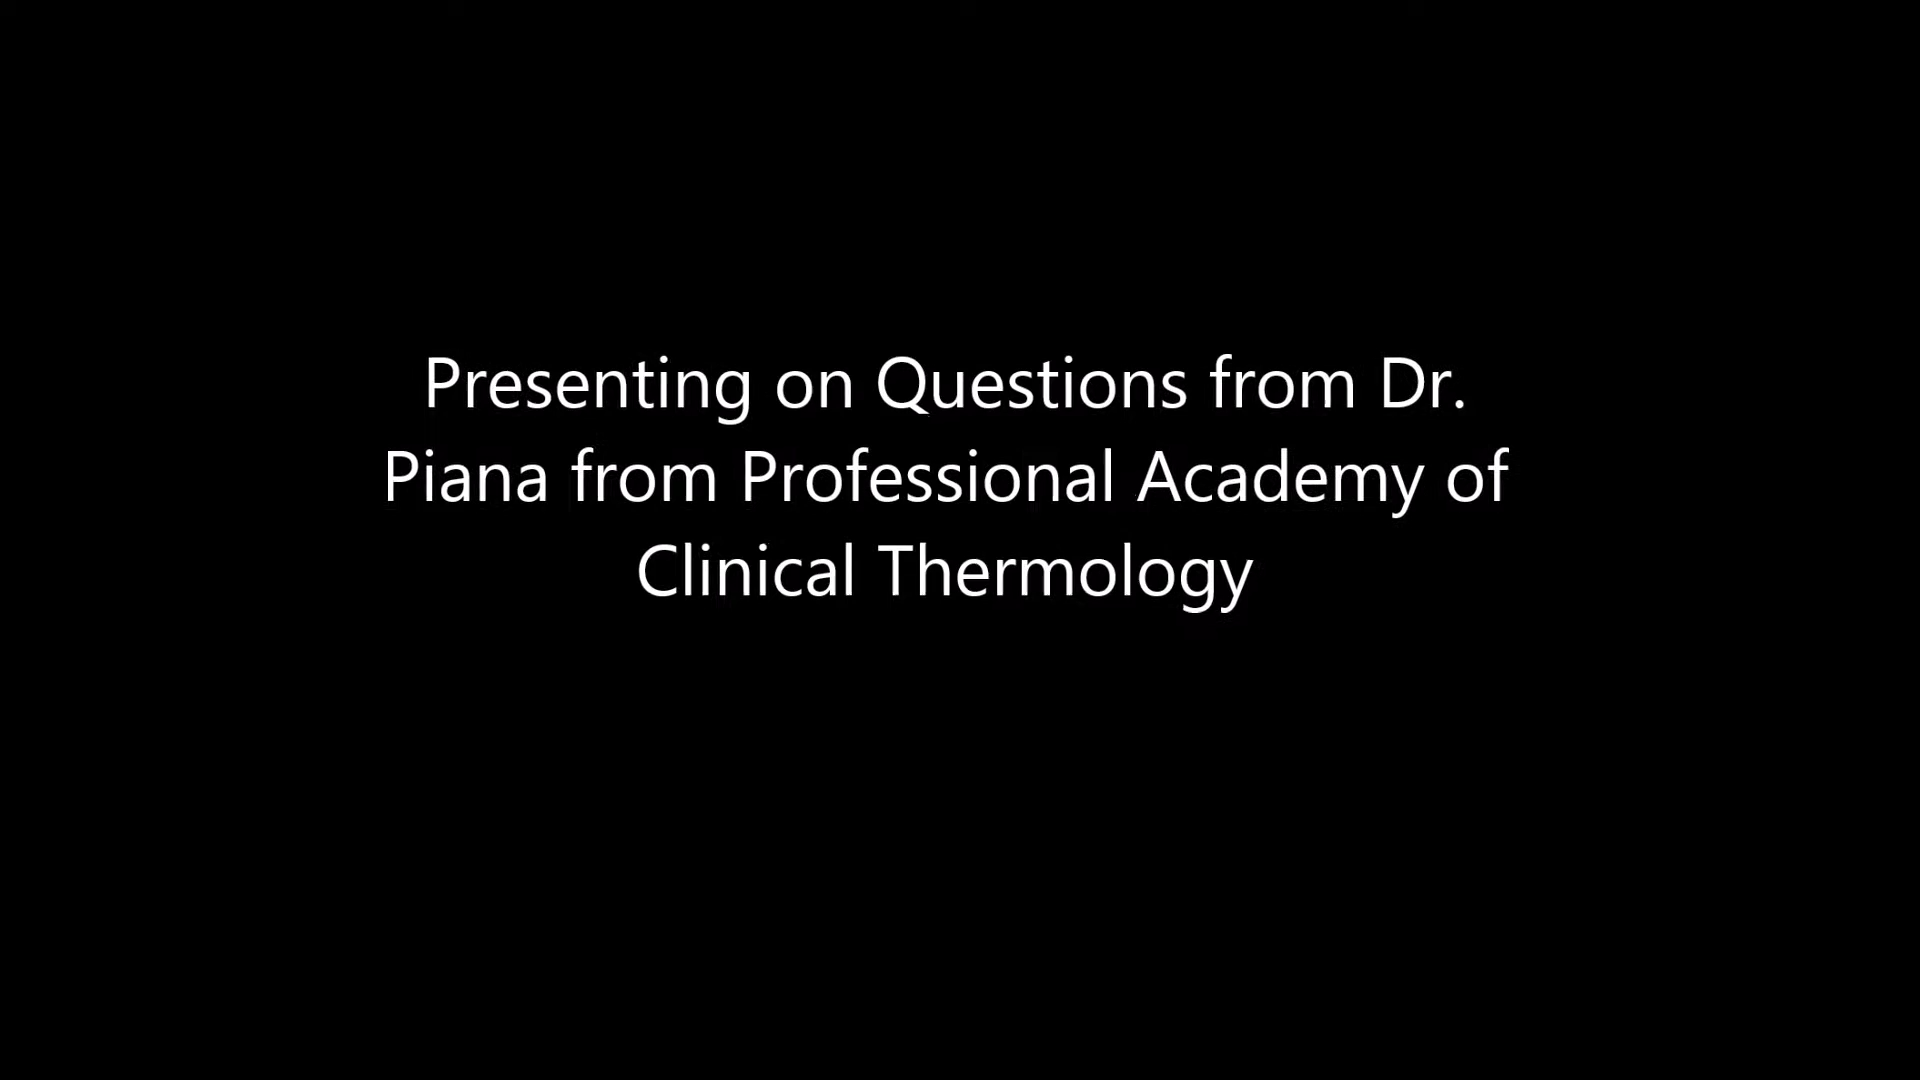 Presenting on Questions from Dr.
Piana from Professional Academy of
Clinical Thermology